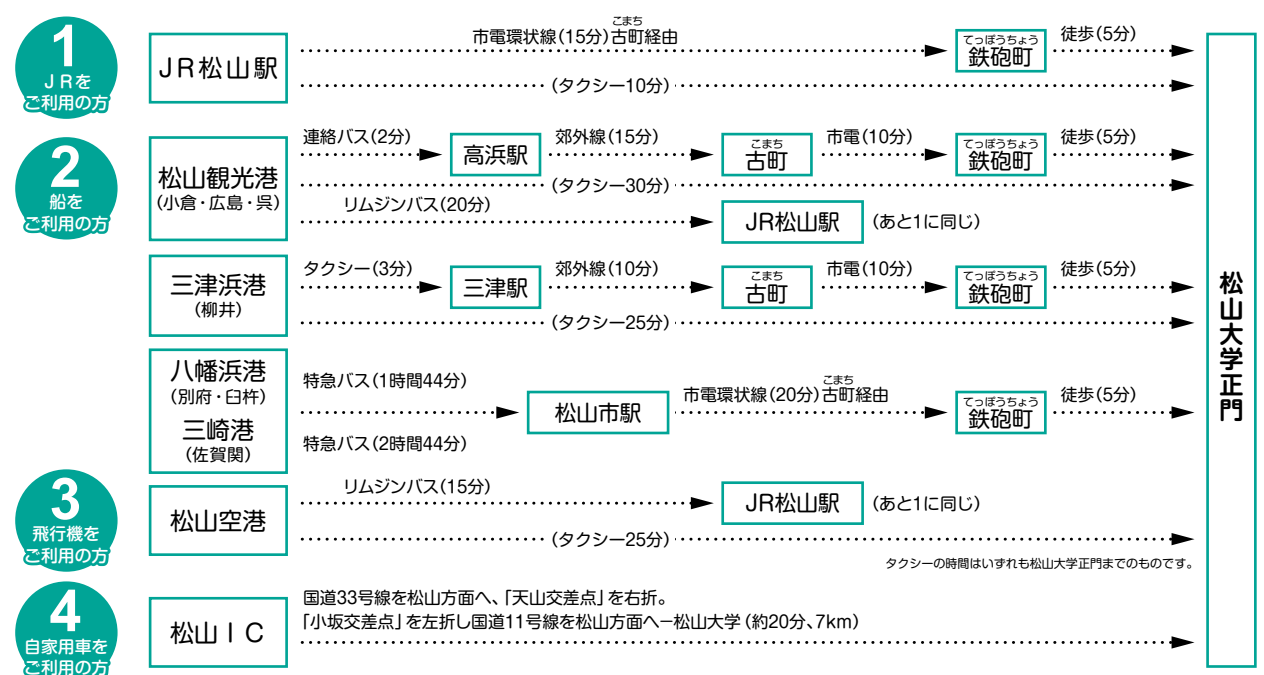 1
JRを
ご利用の方
JR松山駅
市電環状線(15分)古町経由
こまち
鉄砲町
てっぽうちょう
徒歩(5分)
(タクシー10分)
2
船を
ご利用の方
松山観光港
(小倉・広島・呉)
連絡バス(2分)
高浜駅
郊外線(15分)
こまち
古町
市電(10分)
てっぽうちょう
鉄砲町
徒歩(5分)
(タクシー30分)
リムジンバス(20分)
JR松山駅
(あと1に同じ)
三津浜港
(柳井)
タクシー(3分)
三津駅
郊外線(10分)
こまち
古町
市電(10分)
てっぽうちょう
鉄砲町
徒歩(5分)
(タクシー25分)
八幡浜港
(別府・臼杵)
三崎港
(佐賀関)
特急バス(1時間44分)
特急バス(2時間44分)
松山市駅
こまち
市電環状線(20分)古町経由
てっぽうちょう
鉄砲町
徒歩(5分)
3
飛行機を
ご利用の方
松山空港
リムジンバス(15分)
JR松山駅
(あと1に同じ)
(タクシー25分)
タクシーの時間はいずれも松山大学正門までのものです。
4
自家用車を
ご利用の方
松山IC
国道33号線を松山方面へ、「天山交差点」を右折。
「小坂交差点」を左折し国道11号線を松山方面へー松山大学(約20分、7km)
松山大学正門